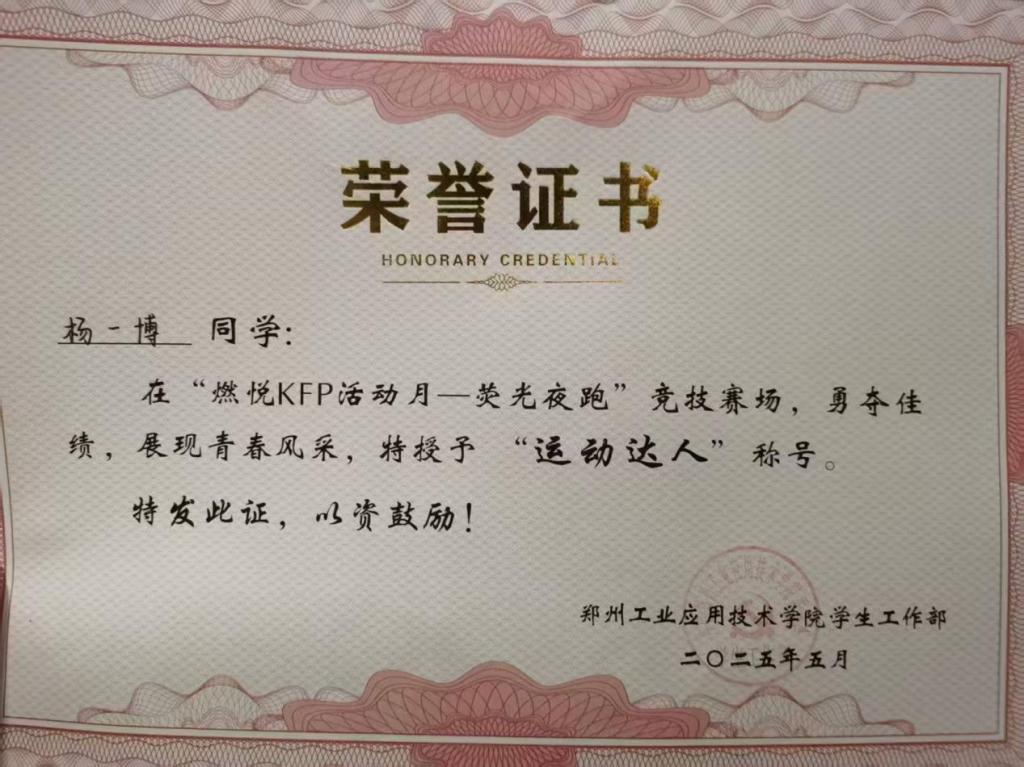 荣誉证书
HONORARY CREDENTIAL
杨一博 同学:
在“燃悦KFP活动月—荧光夜跑”竞技赛场，勇夺佳
绩，展现青春风采，特授予 “运动达人” 称号。
特发此证，以资鼓励!
郑州工业应用技术学院学生工作部
二〇二五年五月